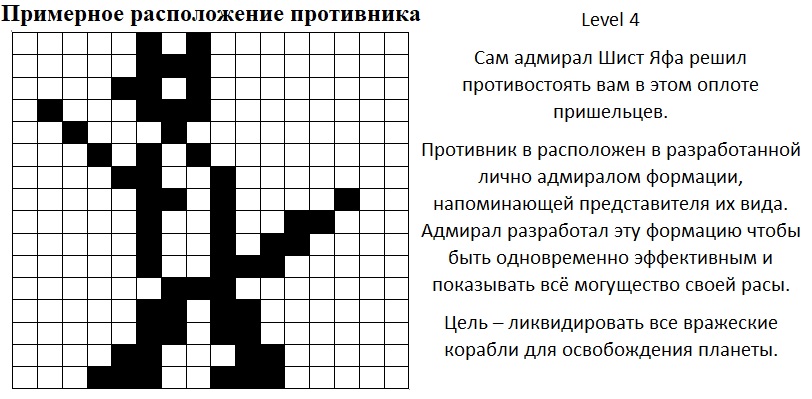 Примерное расположение противника
Level 4
Сам адмирал Шист Яфа решил
противостоять вам в этом оплоте
пришельцев.
Противник в расположен в разработанной
лично адмиралом формации,
напоминающей представителя их вида.
Адмирал разработал эту формацию чтобы
быть одновременно эффективным и
показывать всё могущество своей расы.
Цель – ликвидировать все вражеские
корабли для освобождения планеты.